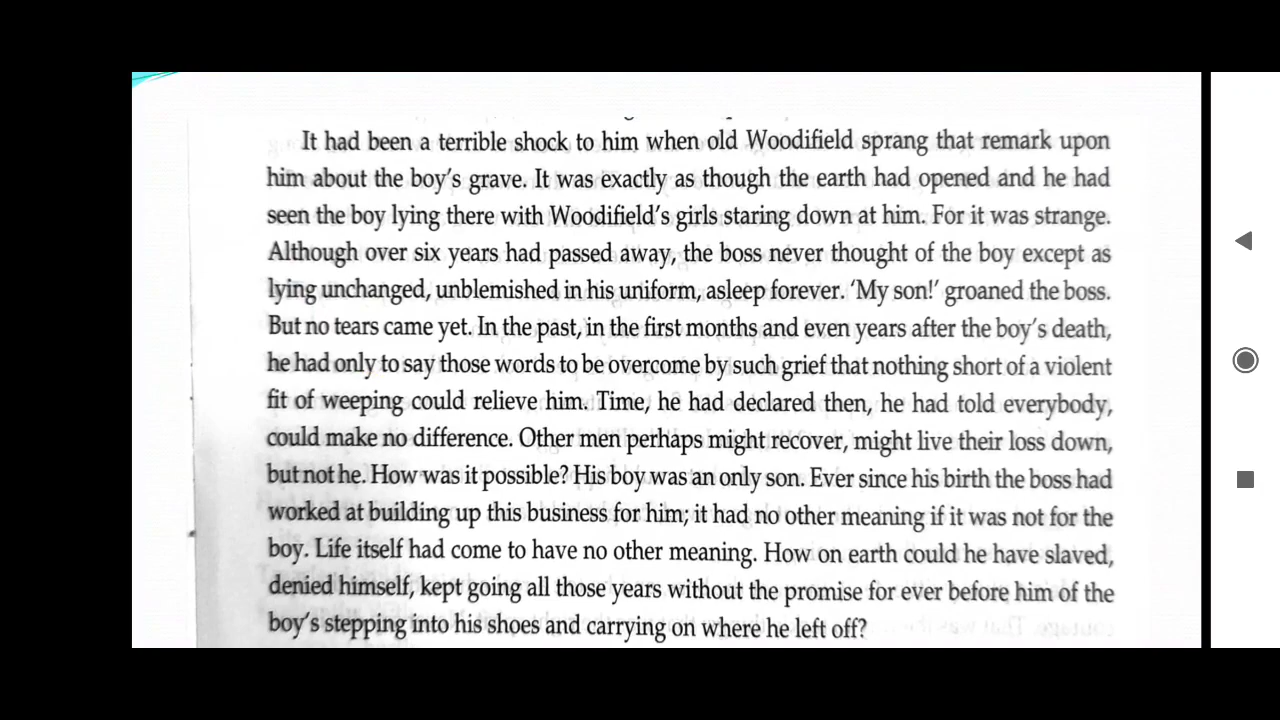 It had been a terrible shock to him when old Woodifield sprang that remark upon
him about the boy's grave. It was exactly as though the earth had opened and he had
seen the boy lying there with Woodifield's girls staring down at him. For it was strange.
Although over six years had passed away, the boss never thought of the boy except as
lying unchanged, unblemished in his uniform, asleep forever. 'My son!' groaned the boss.
But no tears came yet. In the past, in the first months and even years after the boy's death,
he had only to say those words to be overcome by such grief that nothing short of a violent
fit of weeping could relieve him. Time, he had declared then, he had told everybody,
could make no difference. Other men perhaps might recover, might live their loss down,
but not he. How was it possible? His boy was an only son. Ever since his birth the boss had
worked at building up this business for him; it had no other meaning if it was not for the
boy. Life itself had come to have no other meaning. How on earth could he have slaved,
denied himself, kept going all those years without the promise for ever before him of the
boy's stepping into his shoes and carrying on where he left off?